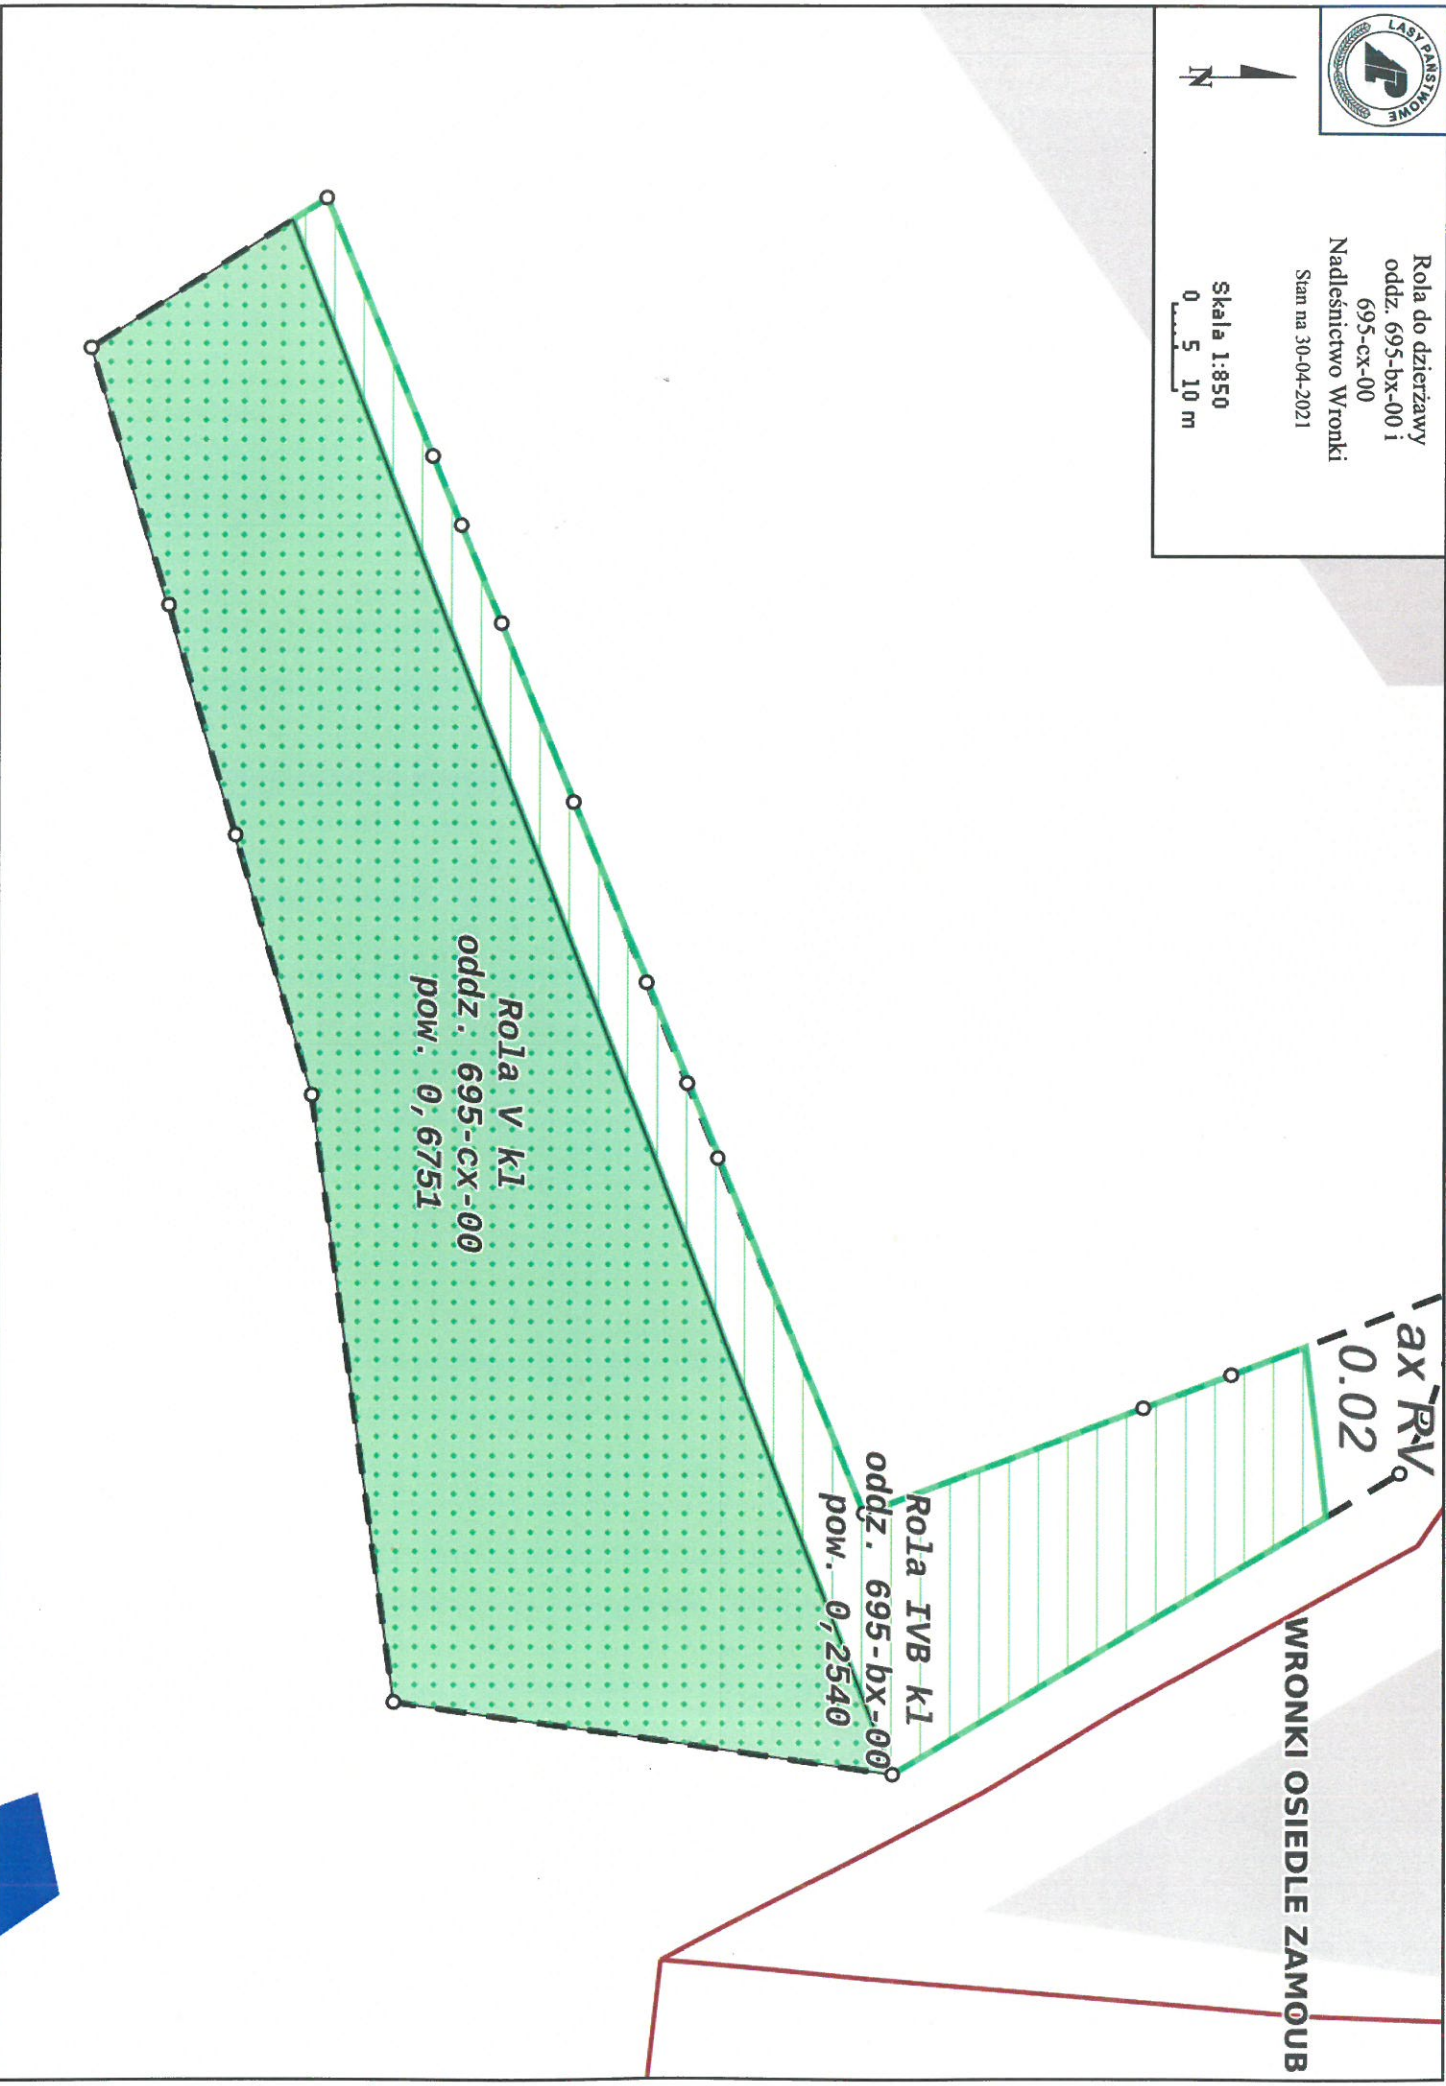 LASY PAŃSTWOWE
LP
Rola do dzierżawy
oddz. 695-bx-00 i
695-cx-00
Nadleśnictwo Wronki
Stan na 30-04-2021
N
Skala 1:850
0 5 10 m
ax RV
0.02
WRONKI OSIEDLE ZAMOUB
Rola IVB kl
oddz. 695-bx-00
pow. 0,2540
Rola V kl
oddz. 695-cx-00
pow. 0,6751